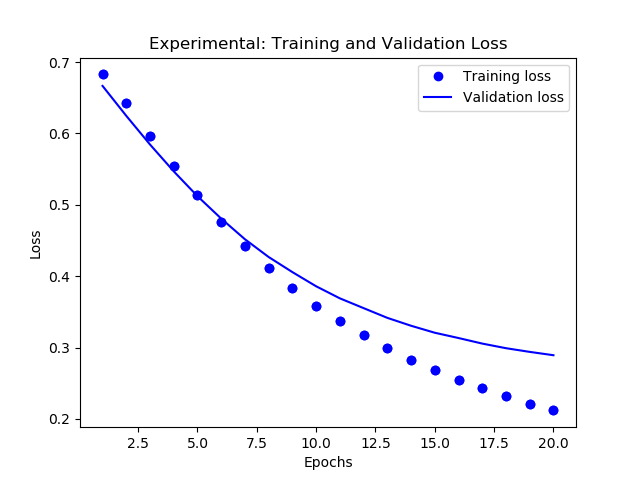 Experimental: Training and Validation Loss
Training loss
Validation loss
Loss
0.7
0.6
0.5
0.4
0.3
0.2
2.5 5.0 7.5 10.0 12.5 15.0 17.5 20.0
Epochs